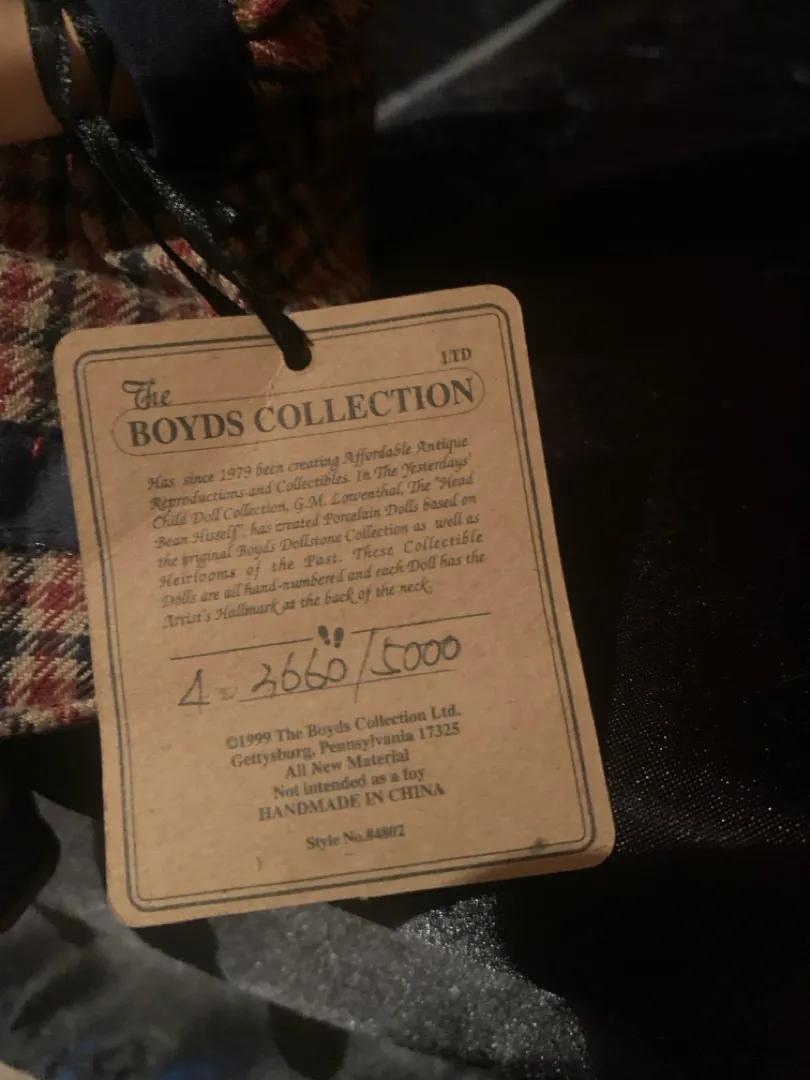 The
LTD
BOYDS COLLECTION
Has since 1979 been creating Affordable Antique
Reproductions and Collectibles. In The Yesterdays'
Child Doll Collection, G.M. Lowenthal, The "Head
Bean Hisself", has created Porcelain Dolls based on
the original Boyds Dollstone Collection as well as
Heirlooms of the Past. These Collectible
Dolls are all hand-numbered and each Doll has the
Artist's Hallmark at the back of the neck.
3660/5000
©1999 The Boyds Collection Ltd.
Gettysburg, Pennsylvania 17325
All New Material
Not intended as a toy
HANDMADE IN CHINA
Style No.#4802